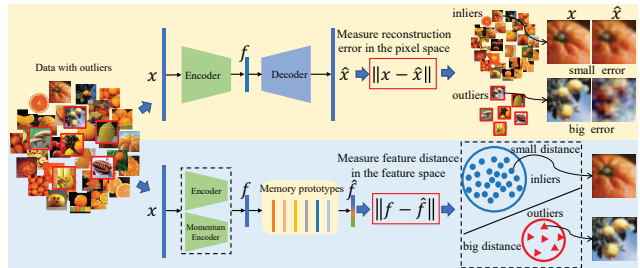 Data with outliers
x
Encoder
f
Decoder
x̂
Measure reconstruction
error in the pixel space
‖x − x̂‖
inliers
x
x̂
small error
outliers
big error
x
Encoder
Momentum
Encoder
f
Memory prototypes
f̂
Measure feature distance
in the feature space
‖f − f̂‖
small distance
inliers
outliers
big distance